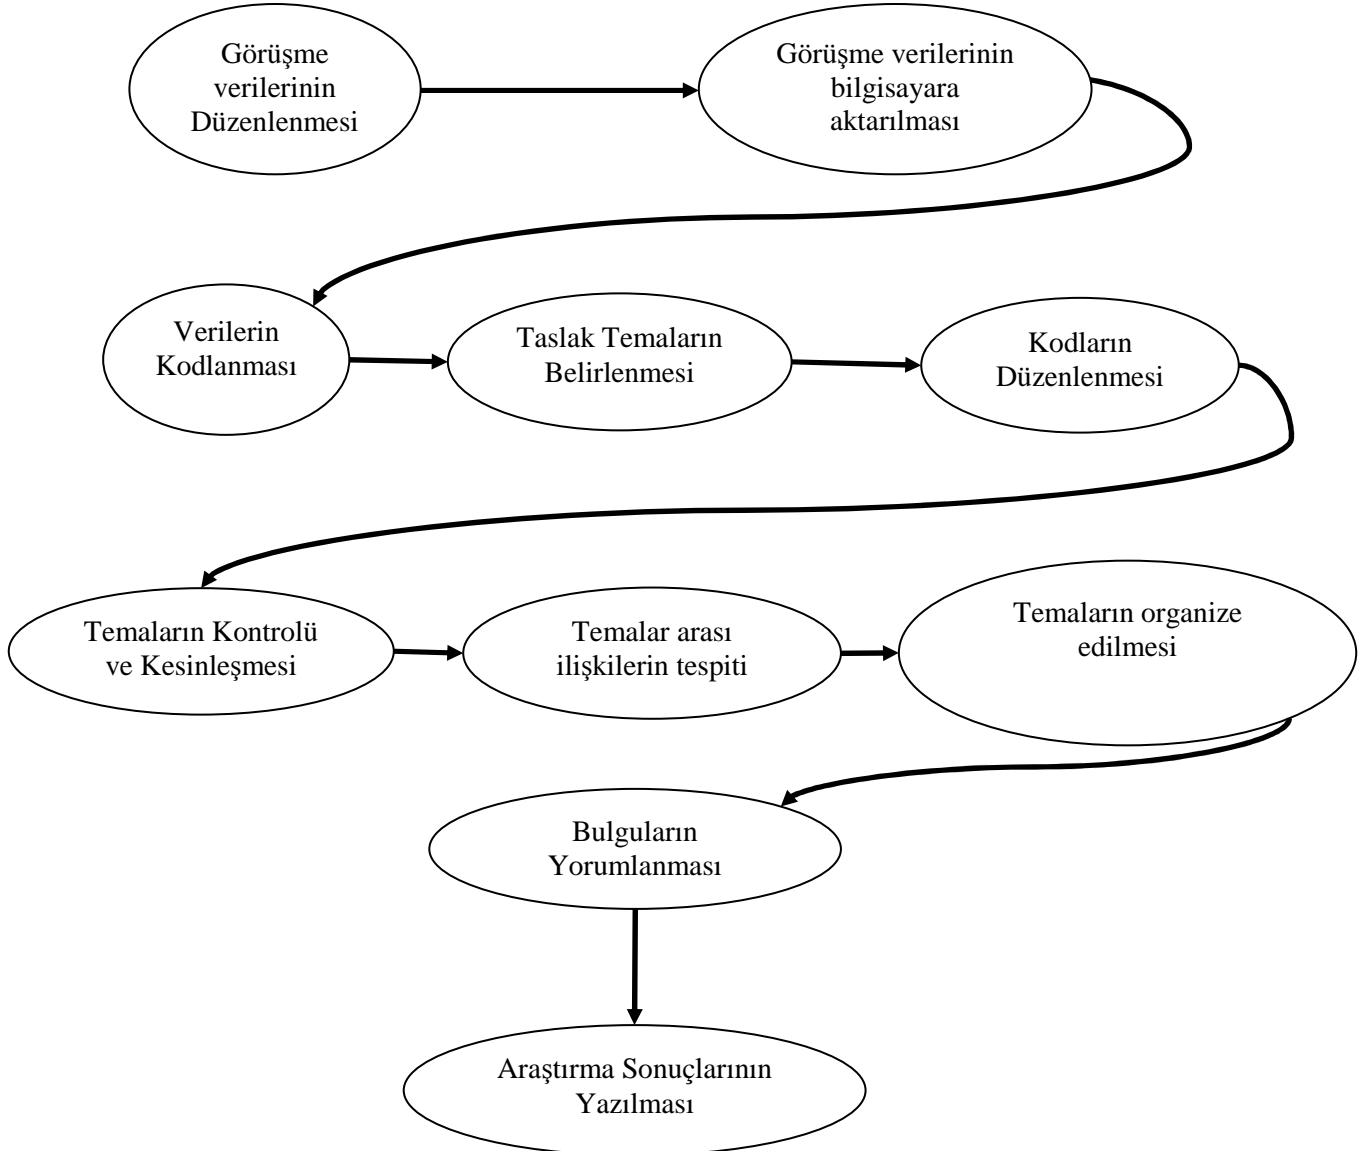 Görüşme
verilerinin
Düzenlenmesi
Görüşme verilerinin
bilgisayara
aktarılması
Verilerin
Kodlanması
Taslak Temaların
Belirlenmesi
Kodların
Düzenlenmesi
Temaların Kontrolü
ve Kesinleşmesi
Temalar arası
ilişkilerin tespiti
Temaların organize
edilmesi
Bulguların
Yorumlanması
Araştırma Sonuçlarının
Yazılması